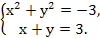 x² + y² = −3,
x + y = 3.